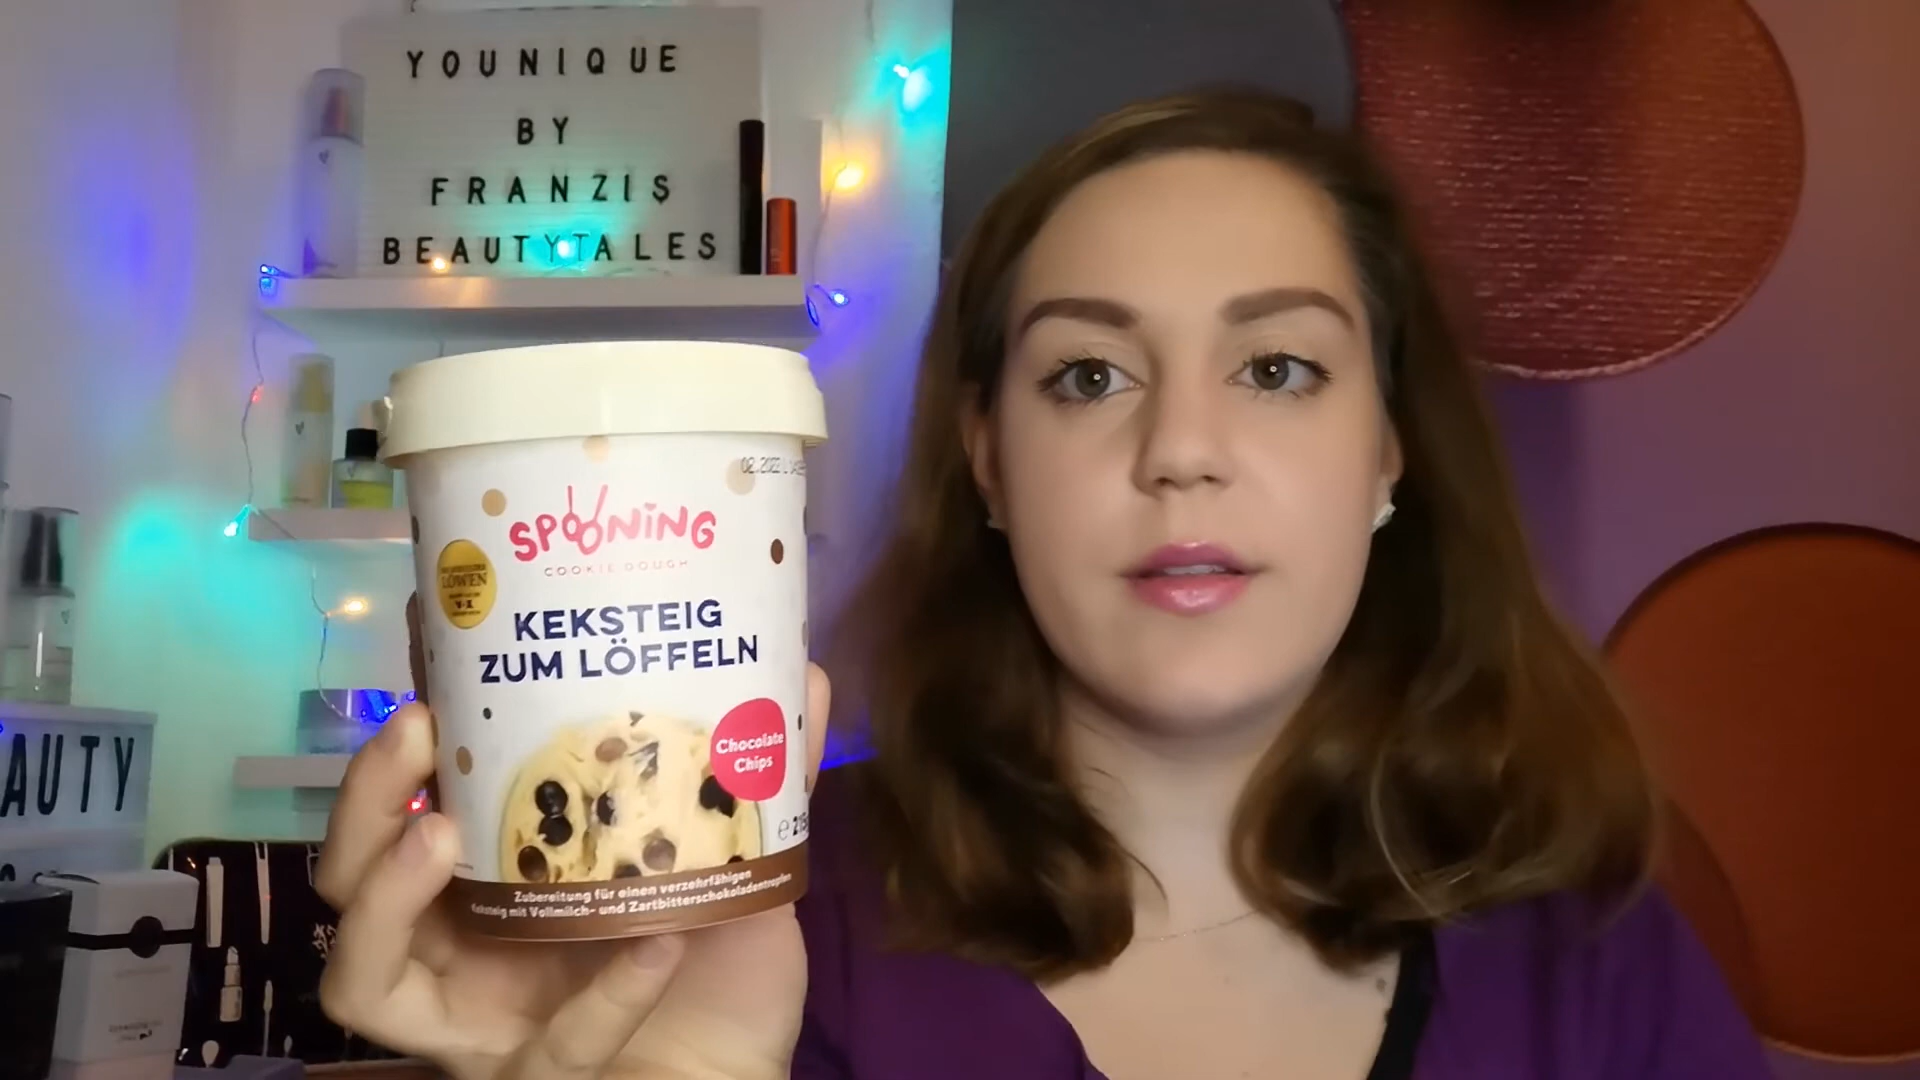 YOUNIQUE
BY
FRANZIS
BEAUTYTALES
SPOONING
COOKIE DOUGH
LÖWEN
KEKSTEIG
ZUM LÖFFELN
Chocolate
Chips
Zubereitung für einen verzehrfähigen
Keksteig mit Vollmilch- und Zartbitterschokoladentropfen
AUTY